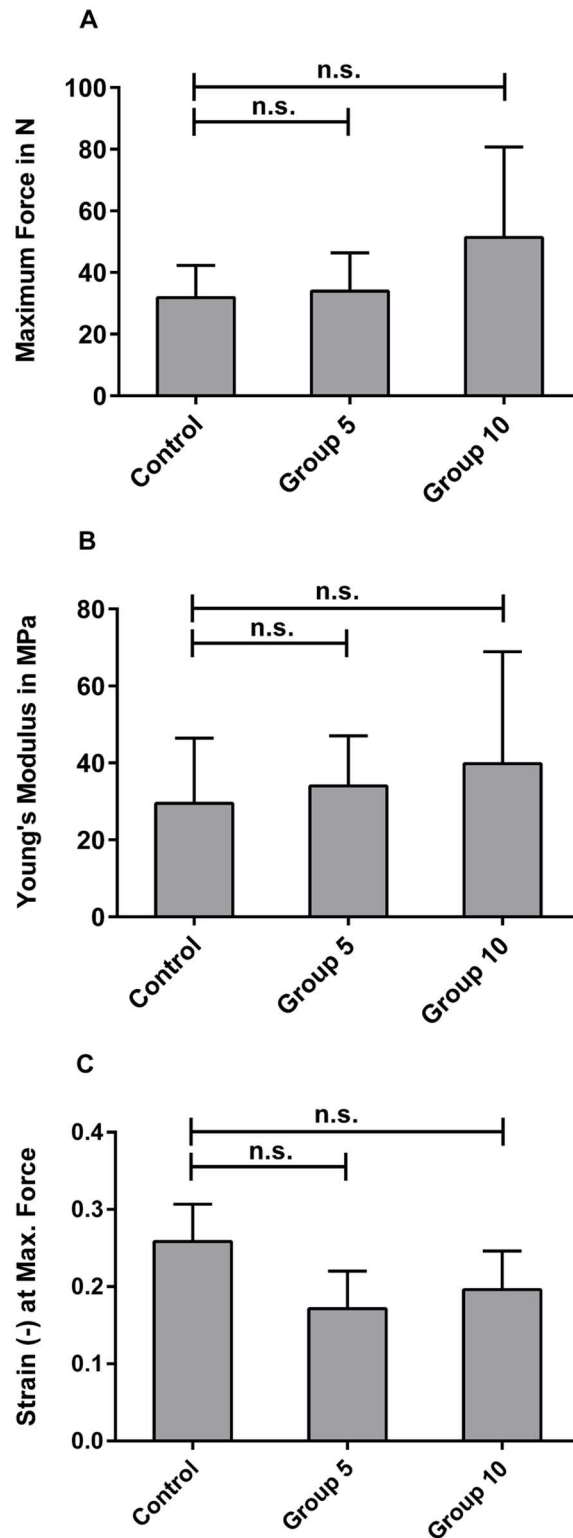 A
Maximum Force in N
100
80
60
40
20
0
n.s.
n.s.
Control
Group 5
Group 10
B
Young's Modulus in MPa
80
60
40
20
0
n.s.
n.s.
Control
Group 5
Group 10
C
Strain (-) at Max. Force
0.4
0.3
0.2
0.1
0.0
n.s.
n.s.
Control
Group 5
Group 10